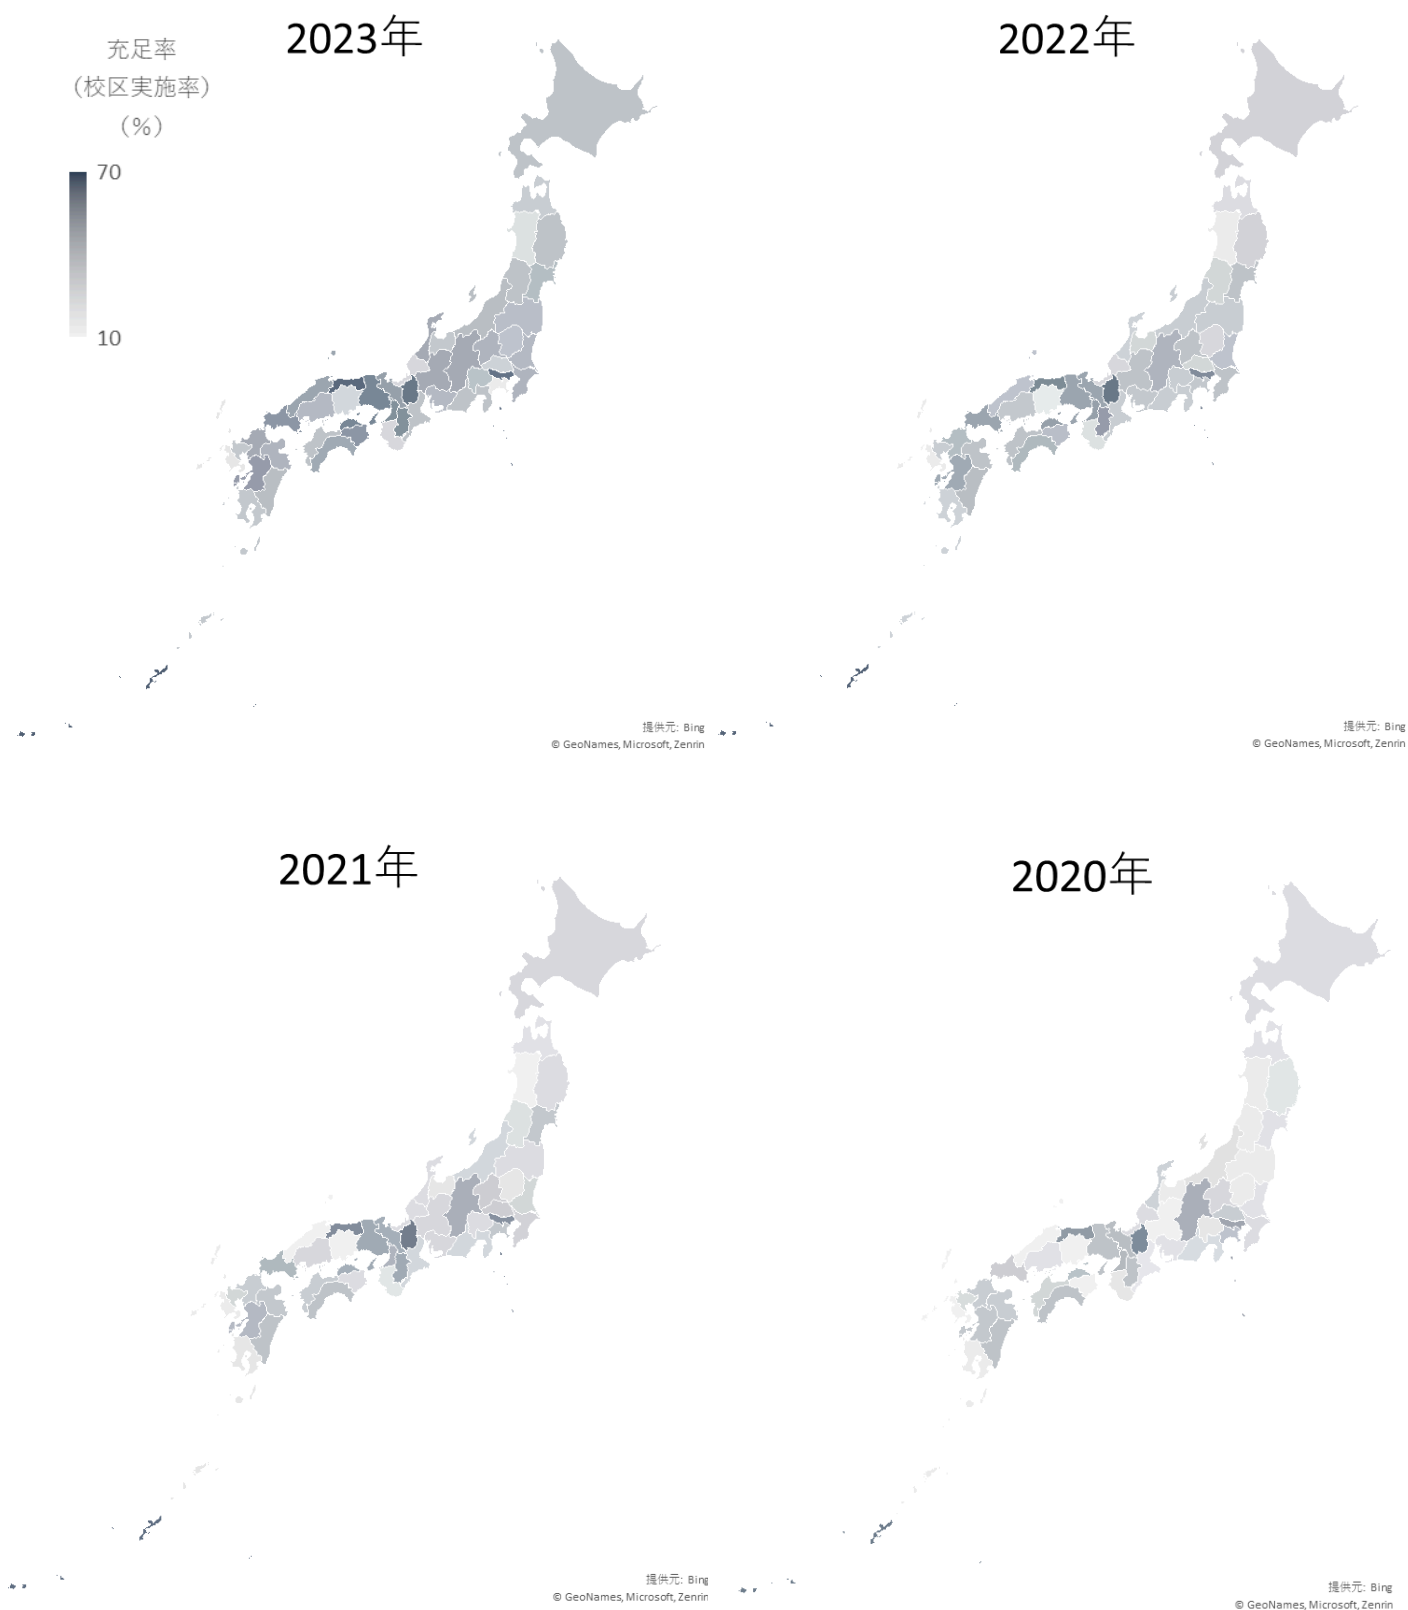 2023年
充足率
（校区実施率）
（%）
70
10
提供元: Bing
© GeoNames, Microsoft, Zenrin
2022年
提供元: Bing
© GeoNames, Microsoft, Zenrin
2021年
提供元: Bing
© GeoNames, Microsoft, Zenrin
2020年
提供元: Bing
© GeoNames, Microsoft, Zenrin